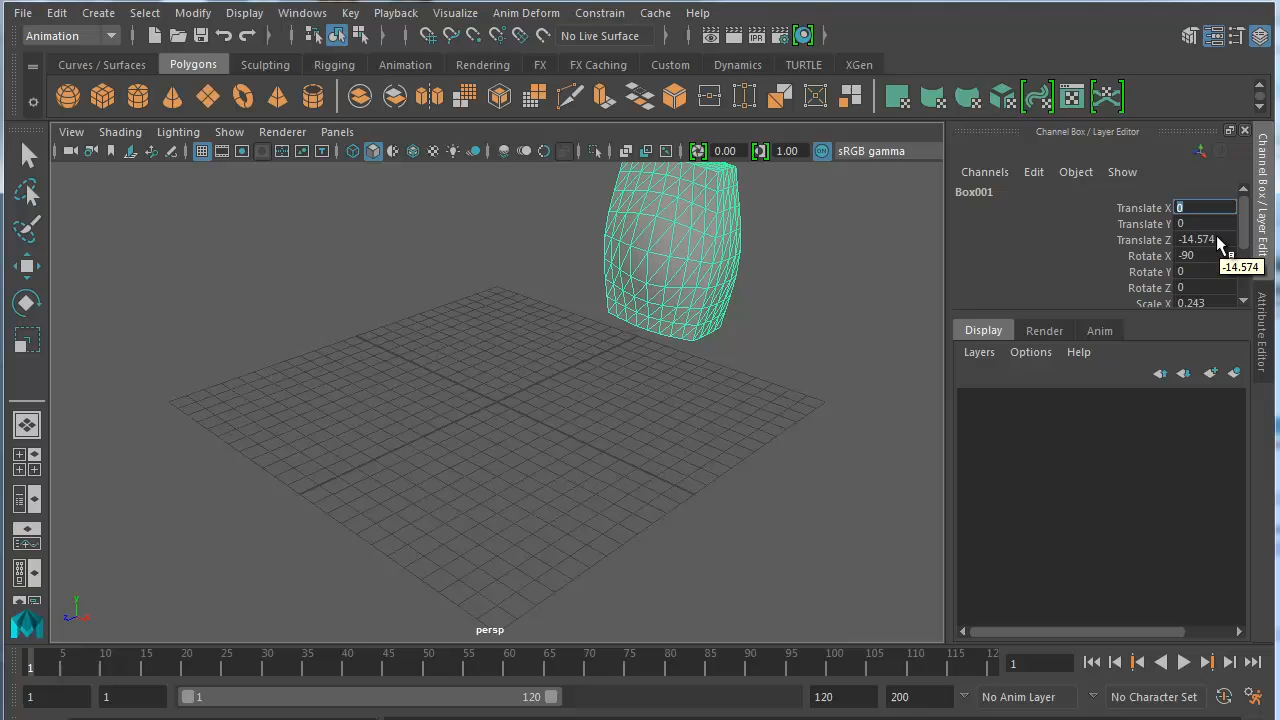 File Edit Create Select Modify Display Windows Key Playback Visualize Anim Deform Constrain Cache Help
Animation No Live Surface IPR
Curves / Surfaces Polygons Sculpting Rigging Animation Rendering FX FX Caching Custom Dynamics TURTLE XGen
View Shading Lighting Show Renderer Panels
0.00 1.00 ON sRGB gamma
Channel Box / Layer Editor
Channels Edit Object Show
Box001
Translate X 0
Translate Y 0
Translate Z -14.574
Rotate X -90
-14.574
Rotate Y 0
Rotate Z 0
Scale X 0.243
Channel Box / Layer Edit
Attribute Editor
Display Render Anim
Layers Options Help
y
z x
persp
5 10 15 20 25 30 35 40 45 50 55 60 65 70 75 80 85 90 95 100 105 110 115 12
1 1
1 1 1 120 120 200 No Anim Layer No Character Set